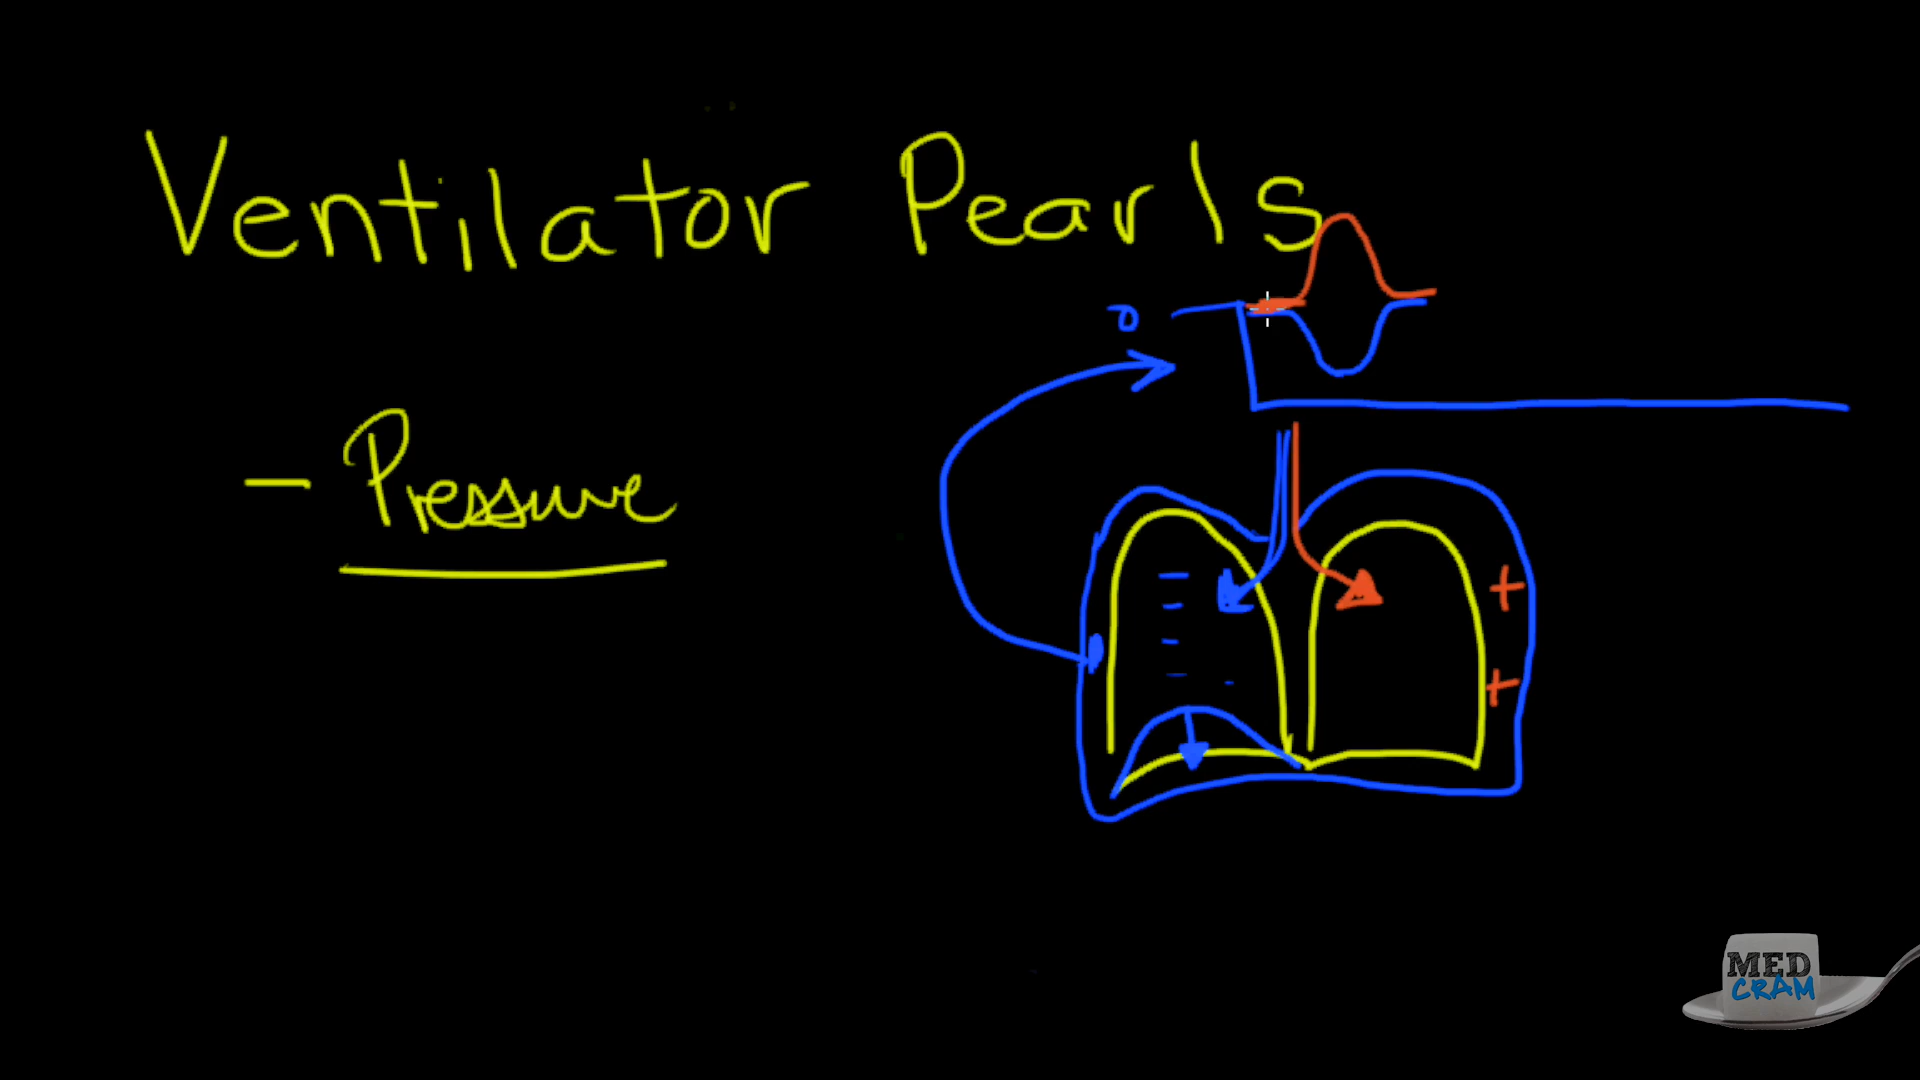 Ventilator Pearls
0
- Pressure
- - - - -
+
+
MED
CRAM